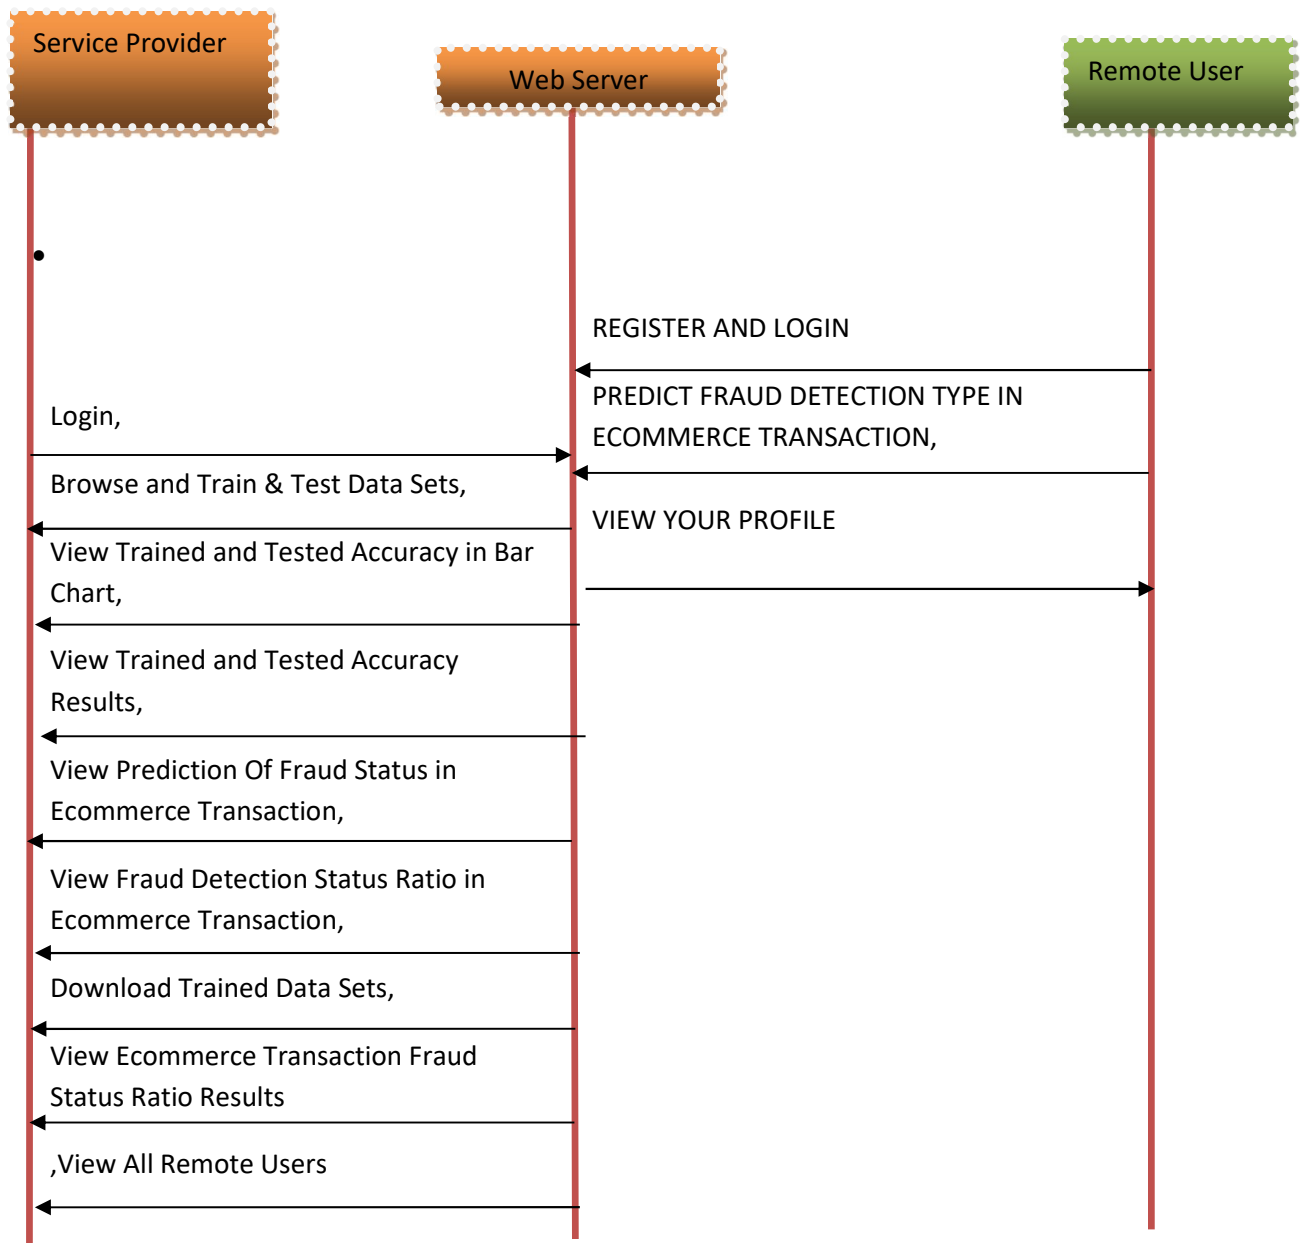 Service Provider
Web Server
Remote User
REGISTER AND LOGIN
PREDICT FRAUD DETECTION TYPE IN
ECOMMERCE TRANSACTION,
VIEW YOUR PROFILE
Login,
Browse and Train & Test Data Sets,
View Trained and Tested Accuracy in Bar
Chart,
View Trained and Tested Accuracy
Results,
View Prediction Of Fraud Status in
Ecommerce Transaction,
View Fraud Detection Status Ratio in
Ecommerce Transaction,
Download Trained Data Sets,
View Ecommerce Transaction Fraud
Status Ratio Results
,View All Remote Users